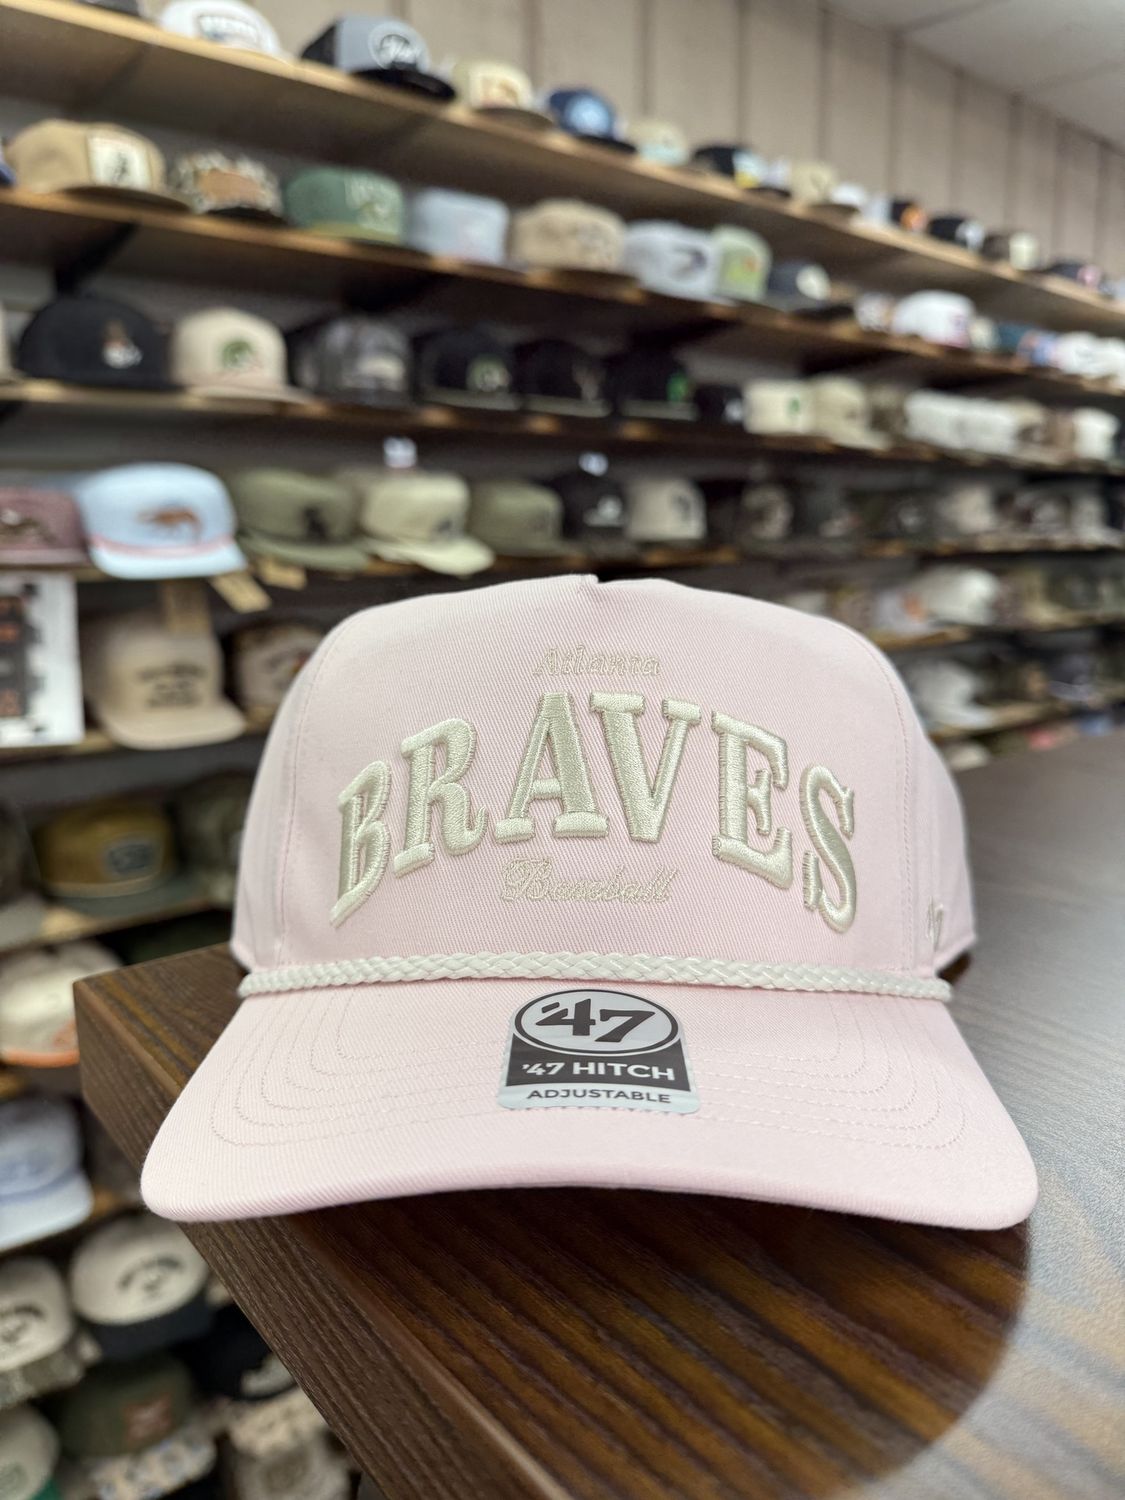 Atlanta
BRAVES
Baseball
'47
'47 HITCH
ADJUSTABLE